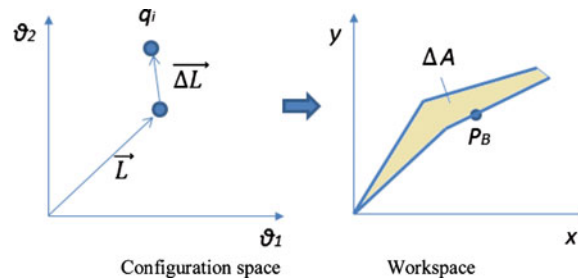 ϑ2
qi
ΔL
L
ϑ1
Configuration space
y
ΔA
PB
x
Workspace